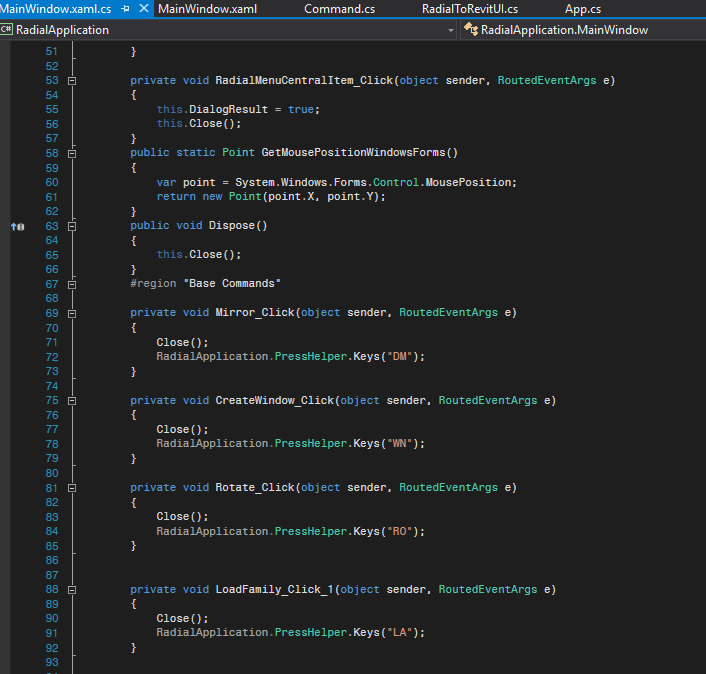 MainWindow.xaml.cs MainWindow.xaml Command.cs RadialToRevitUI.cs App.cs
C# RadialApplication RadialApplication.MainWindow
51 }
52
53 private void RadialMenuCentralItem_Click(object sender, RoutedEventArgs e)
54 {
55 this.DialogResult = true;
56 this.Close();
57 }
58 public static Point GetMousePositionWindowsForms()
59 {
60 var point = System.Windows.Forms.Control.MousePosition;
61 return new Point(point.X, point.Y);
62 }
63 public void Dispose()
64 {
65 this.Close();
66 }
67 #region "Base Commands"
68
69 private void Mirror_Click(object sender, RoutedEventArgs e)
70 {
71 Close();
72 RadialApplication.PressHelper.Keys("DM");
73 }
74
75 private void CreateWindow_Click(object sender, RoutedEventArgs e)
76 {
77 Close();
78 RadialApplication.PressHelper.Keys("WN");
79 }
80
81 private void Rotate_Click(object sender, RoutedEventArgs e)
82 {
83 Close();
84 RadialApplication.PressHelper.Keys("RO");
85 }
86
87
88 private void LoadFamily_Click_1(object sender, RoutedEventArgs e)
89 {
90 Close();
91 RadialApplication.PressHelper.Keys("LA");
92 }
93